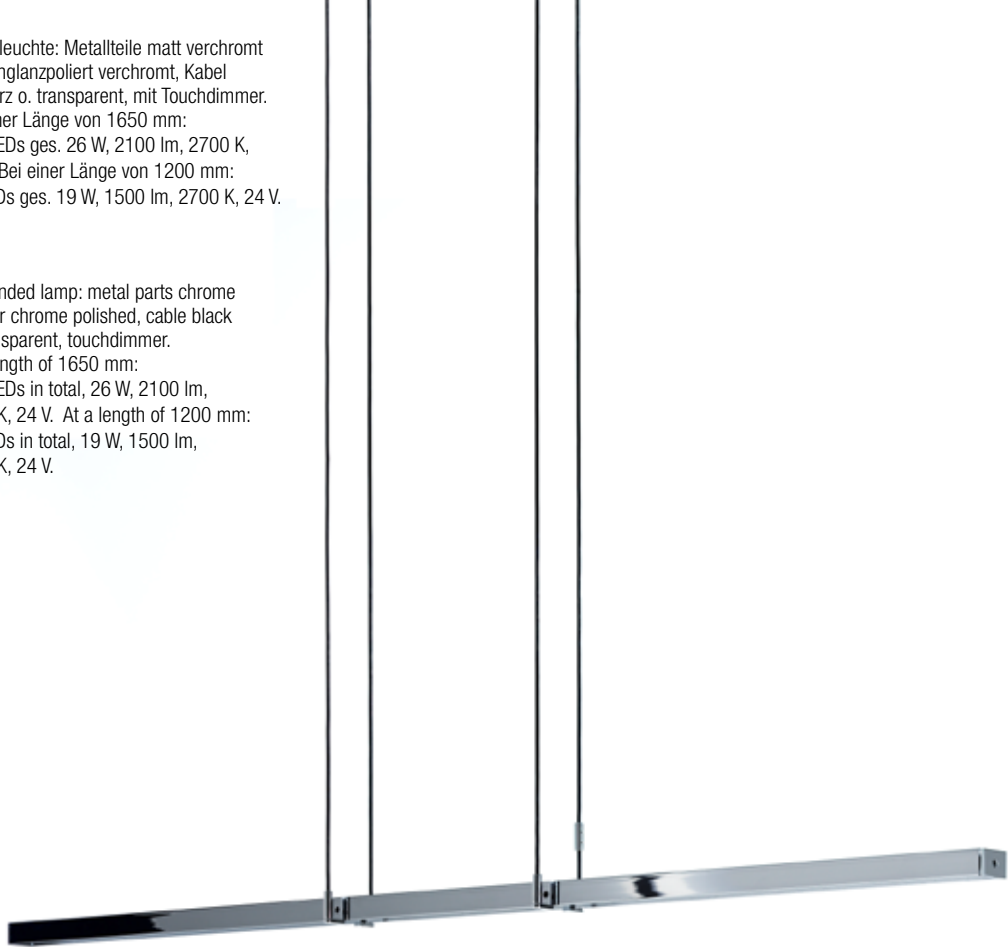 leuchte: Metallteile matt verchromt
nglanzpoliert verchromt, Kabel
rz o. transparent, mit Touchdimmer.
ner Länge von 1650 mm:
EDs ges. 26 W, 2100 lm, 2700 K,
Bei einer Länge von 1200 mm:
Ds ges. 19 W, 1500 lm, 2700 K, 24 V.
nded lamp: metal parts chrome
r chrome polished, cable black
sparent, touchdimmer.
ngth of 1650 mm:
EDs in total, 26 W, 2100 lm,
K, 24 V. At a length of 1200 mm:
Ds in total, 19 W, 1500 lm,
K, 24 V.